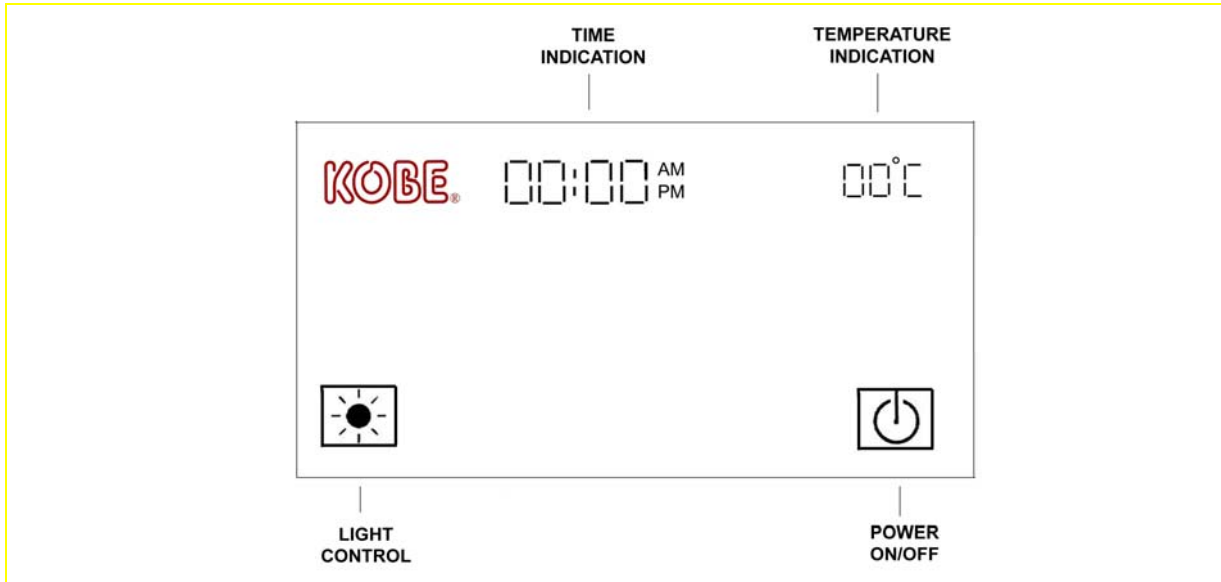 TIME
INDICATION
TEMPERATURE
INDICATION
KOBE®
00:00 AM
PM
00°C
LIGHT
CONTROL
POWER
ON/OFF